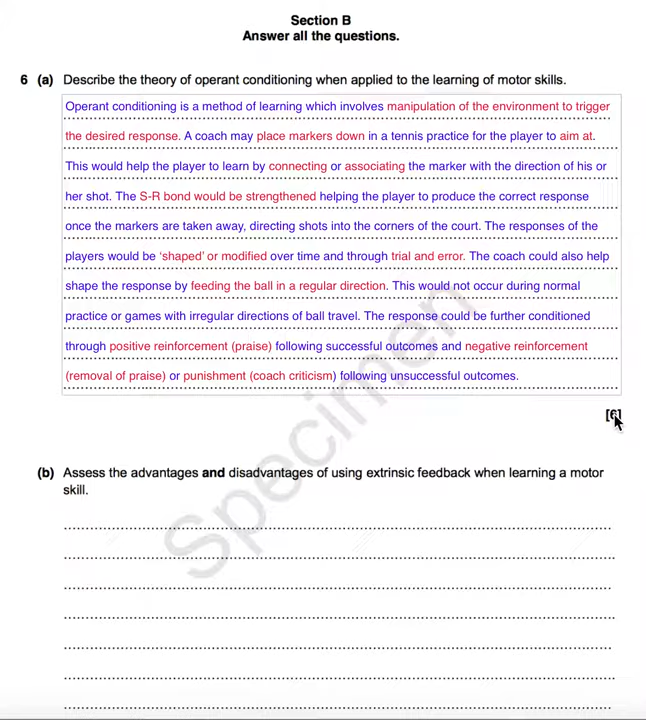 Section B
Answer all the questions.
6 (a) Describe the theory of operant conditioning when applied to the learning of motor skills.
Operant conditioning is a method of learning which involves manipulation of the environment to trigger
the desired response. A coach may place markers down in a tennis practice for the player to aim at.
This would help the player to learn by connecting or associating the marker with the direction of his or
her shot. The S-R bond would be strengthened helping the player to produce the correct response
once the markers are taken away, directing shots into the corners of the court. The responses of the
players would be ‘shaped’ or modified over time and through trial and error. The coach could also help
shape the response by feeding the ball in a regular direction. This would not occur during normal
practice or games with irregular directions of ball travel. The response could be further conditioned
through positive reinforcement (praise) following successful outcomes and negative reinforcement
(removal of praise) or punishment (coach criticism) following unsuccessful outcomes.
[6]
(b) Assess the advantages and disadvantages of using extrinsic feedback when learning a motor
skill.
Specimen